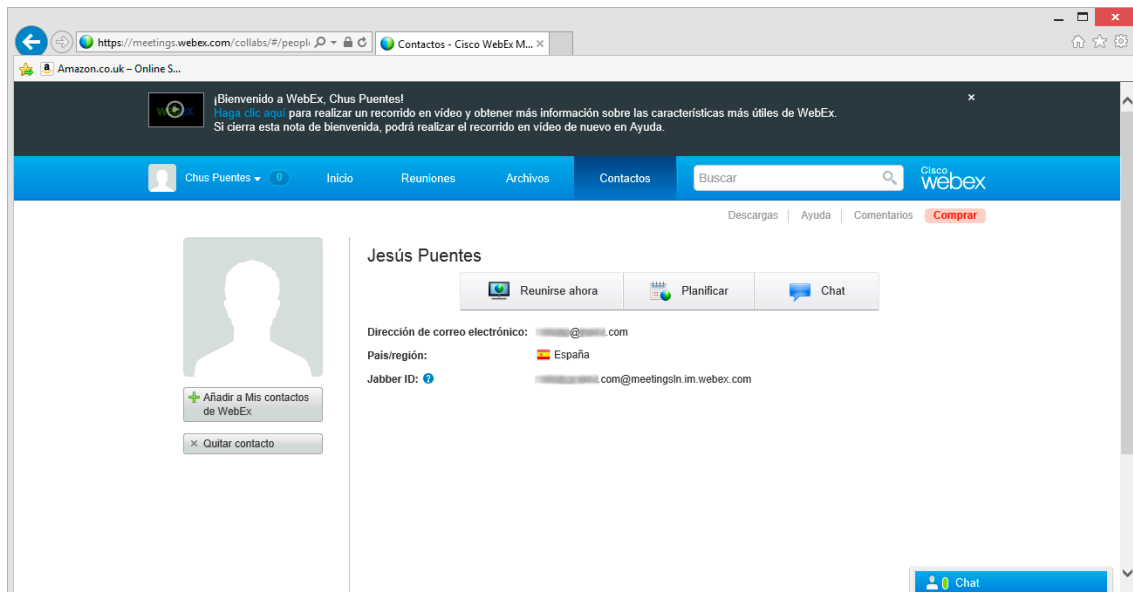 https://meetings.webex.com/collabs/#/peopl
Contactos - Cisco WebEx M...
Amazon.co.uk – Online S...
¡Bienvenido a WebEx, Chus Puentes!
Haga clic aquí para realizar un recorrido en vídeo y obtener más información sobre las características más útiles de WebEx.
Si cierra esta nota de bienvenida, podrá realizar el recorrido en vídeo de nuevo en Ayuda.
Chus Puentes 0 Inicio Reuniones Archivos Contactos Buscar Cisco webex
Descargas Ayuda Comentarios Comprar
Jesús Puentes
Reunirse ahora Planificar Chat
Dirección de correo electrónico: @ .com
País/región: España
Jabber ID: ? .com@meetingsln.im.webex.com
Añadir a Mis contactos
de WebEx
Quitar contacto
Chat